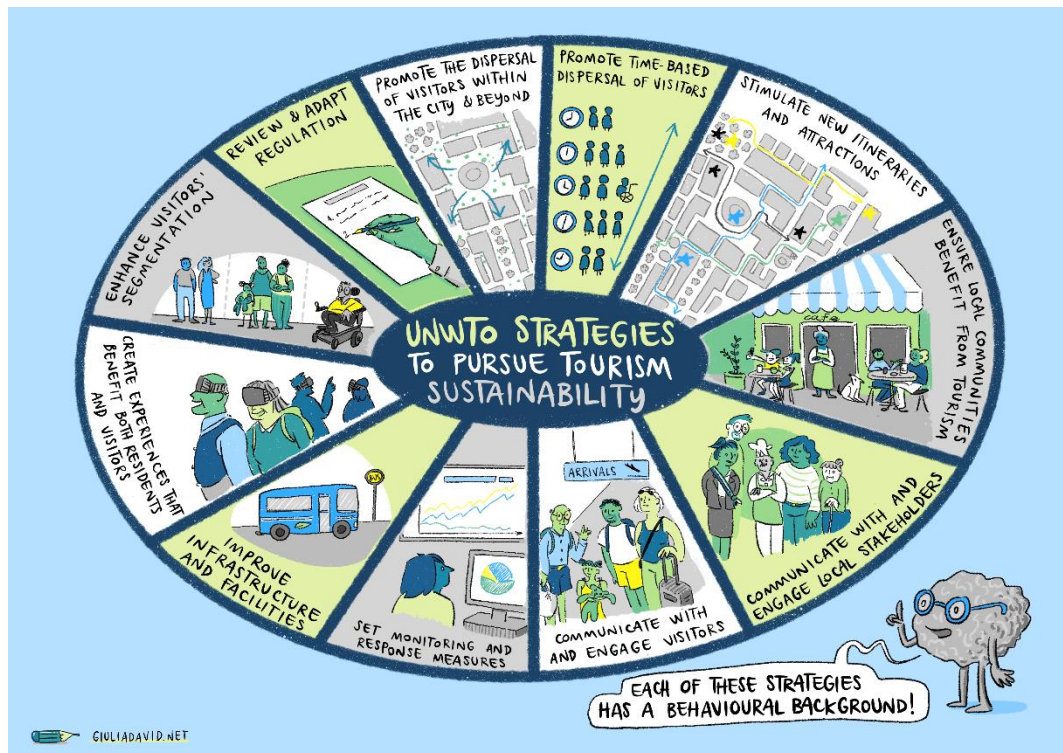 UNWTO STRATEGIES
TO PURSUE TOURISM
SUSTAINABILITY
REVIEW & ADAPT
REGULATION
PROMOTE THE DISPERSAL
OF VISITORS WITHIN
THE CITY & BEYOND
PROMOTE TIME-BASED
DISPERSAL OF VISITORS
STIMULATE NEW ITINERARIES
AND ATTRACTIONS
ENSURE LOCAL COMMUNITIES
BENEFIT FROM TOURISM
cafe
COMMUNICATE WITH AND
ENGAGE LOCAL STAKEHOLDERS
ARRIVALS
COMMUNICATE WITH
AND ENGAGE VISITORS
SET MONITORING AND
RESPONSE MEASURES
IMPROVE
INFRASTRUCTURE
AND FACILITIES
BUS
CREATE EXPERIENCES THAT
BENEFIT BOTH RESIDENTS
AND VISITORS
ENHANCE VISITORS'
SEGMENTATION
EACH OF THESE STRATEGIES
HAS A BEHAVIOURAL BACKGROUND!
GIULIADAVID.NET